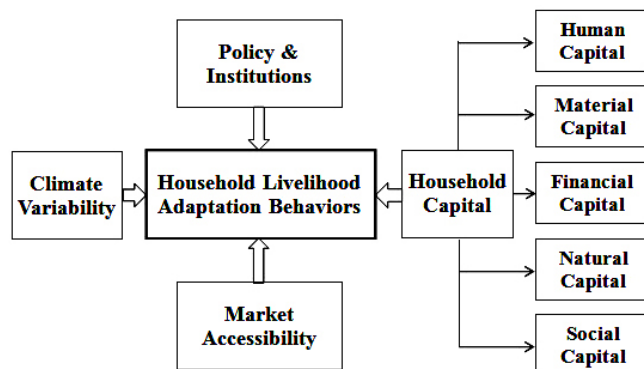 Policy &
Institutions
Climate
Variability
Household Livelihood
Adaptation Behaviors
Market
Accessibility
Household
Capital
Human
Capital
Material
Capital
Financial
Capital
Natural
Capital
Social
Capital